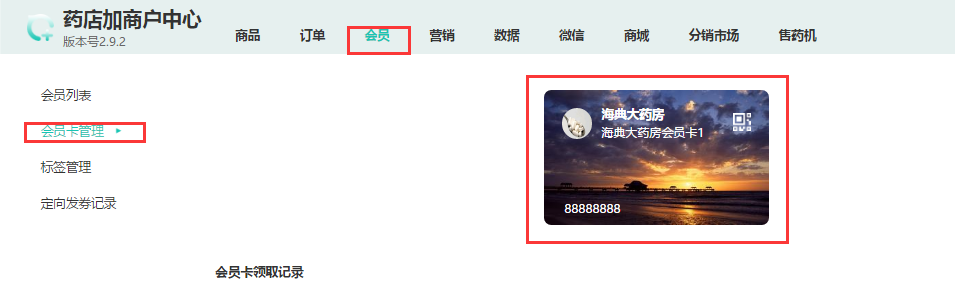 药店加商户中心
版本号2.9.2
商品 订单 会员 营销 数据 微信 商城 分销市场 售药机
会员列表
会员卡管理
标签管理
定向发券记录
海典大药房
海典大药房会员卡1
88888888
会员卡领取记录